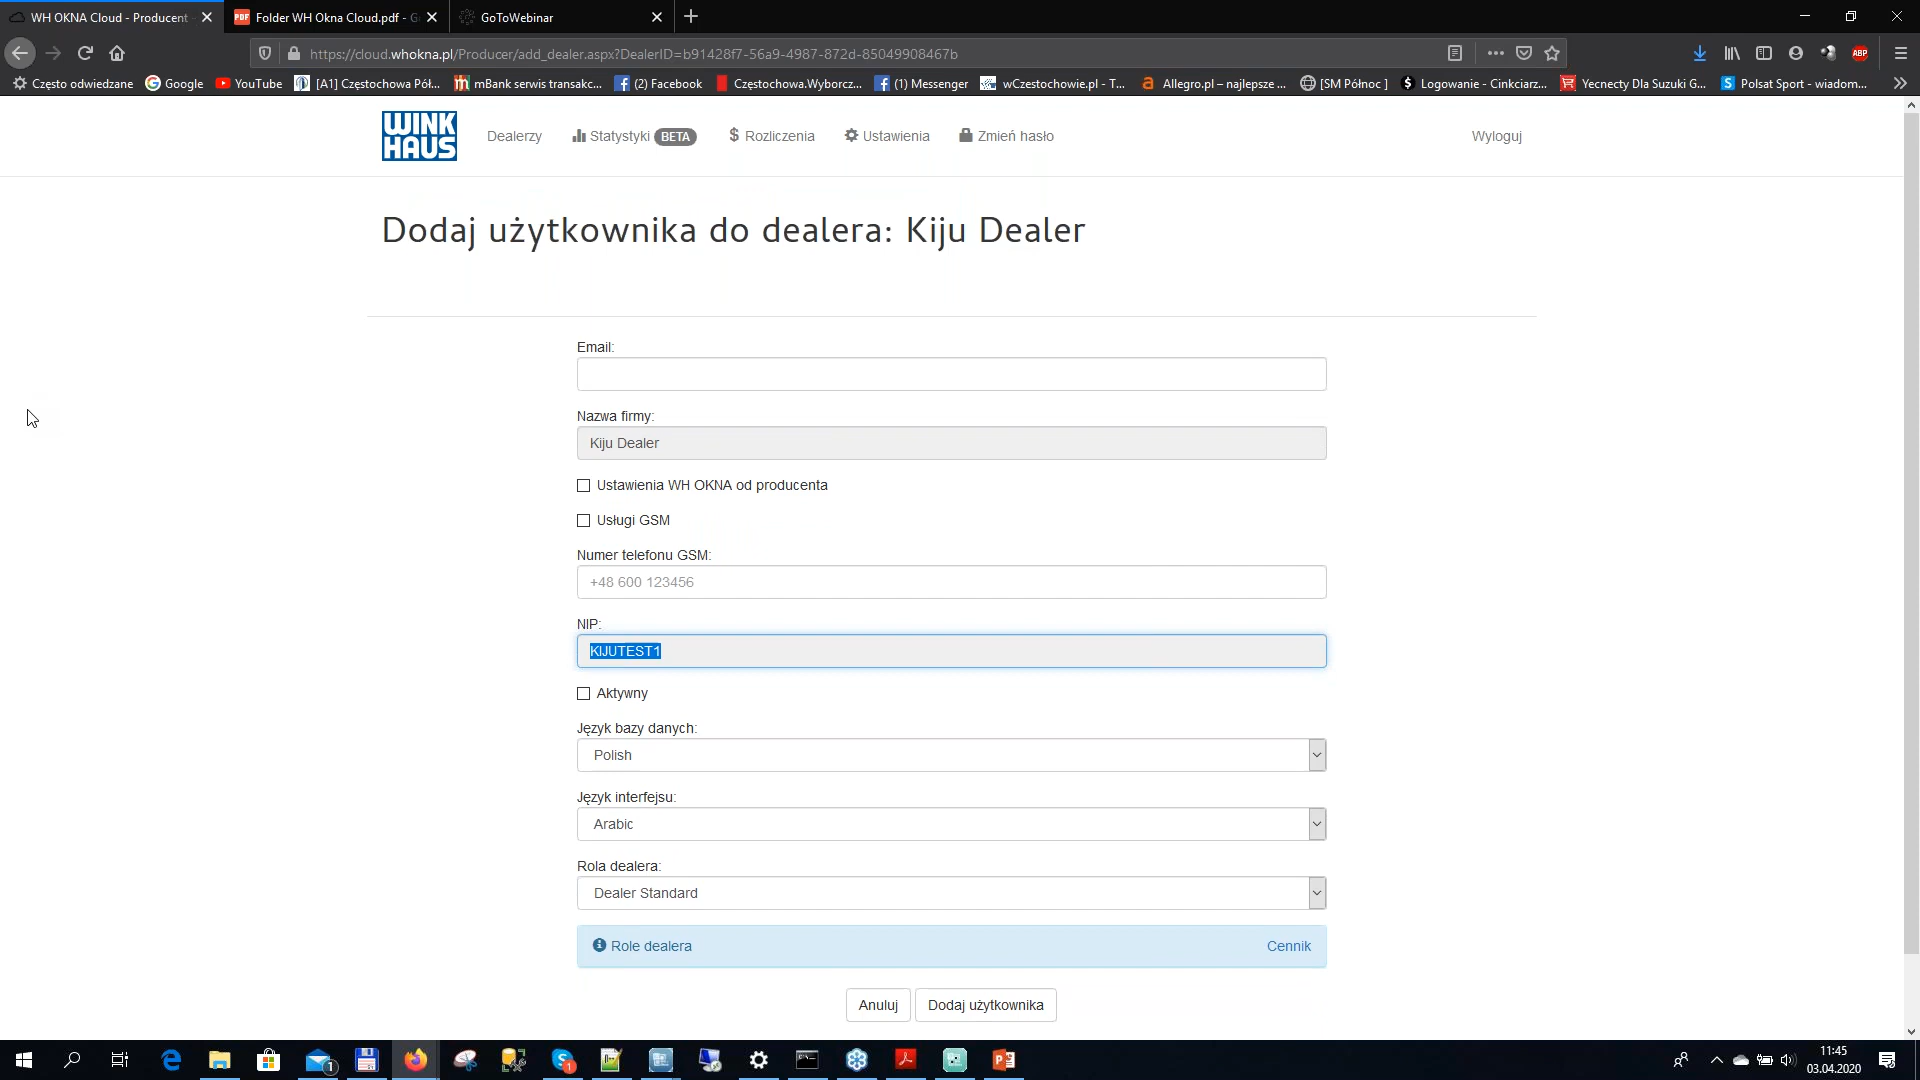 WH OKNA Cloud - Producent
Folder WH Okna Cloud.pdf - G
GoToWebinar
https://cloud.whokna.pl/Producer/add_dealer.aspx?DealerID=b91428f7-56a9-4987-872d-85049908467b
ABP
Często odwiedzane
Google
YouTube
[A1] Częstochowa Pół...
mBank serwis transakc...
(2) Facebook
Częstochowa.Wyborcz...
(1) Messenger
wCzestochowie.pl - T...
Allegro.pl – najlepsze ...
[SM Północ ]
Logowanie - Cinkciarz...
Yecnecty Dla Suzuki G...
Polsat Sport - wiadom...
WINK
HAUS
Dealerzy
Statystyki BETA
Rozliczenia
Ustawienia
Zmień hasło
Wyloguj
Dodaj użytkownika do dealera: Kiju Dealer
Email:
Nazwa firmy:
Kiju Dealer
Ustawienia WH OKNA od producenta
Usługi GSM
Numer telefonu GSM:
+48 600 123456
NIP:
KIJUTEST1
Aktywny
Język bazy danych:
Polish
Język interfejsu:
Arabic
Rola dealera:
Dealer Standard
Role dealera
Cennik
Anuluj
Dodaj użytkownika
11:45
03.04.2020